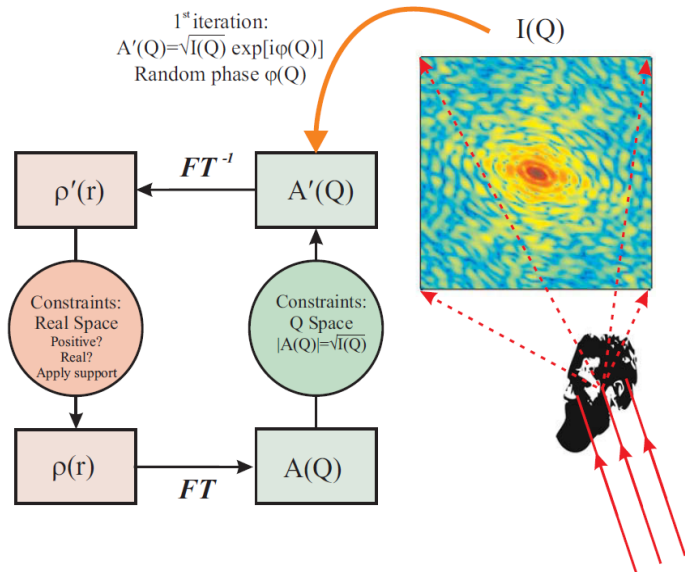 1st iteration:
A′(Q)=√I(Q) exp[iφ(Q)]
Random phase φ(Q)
I(Q)
ρ′(r)
FT⁻¹
A′(Q)
Constraints:
Real Space
Positive?
Real?
Apply support
Constraints:
Q Space
|A(Q)|=√I(Q)
ρ(r)
FT
A(Q)